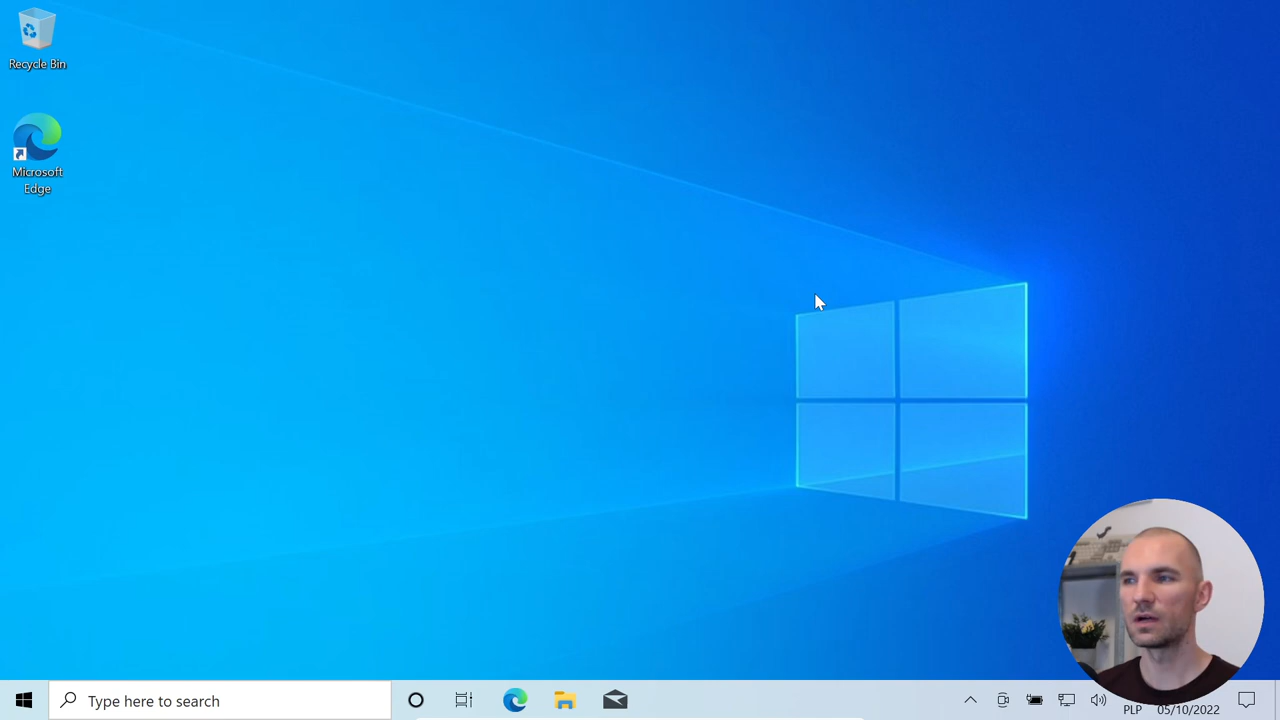 Recycle Bin
Microsoft
Edge
Type here to search
PLP
05/10/2022